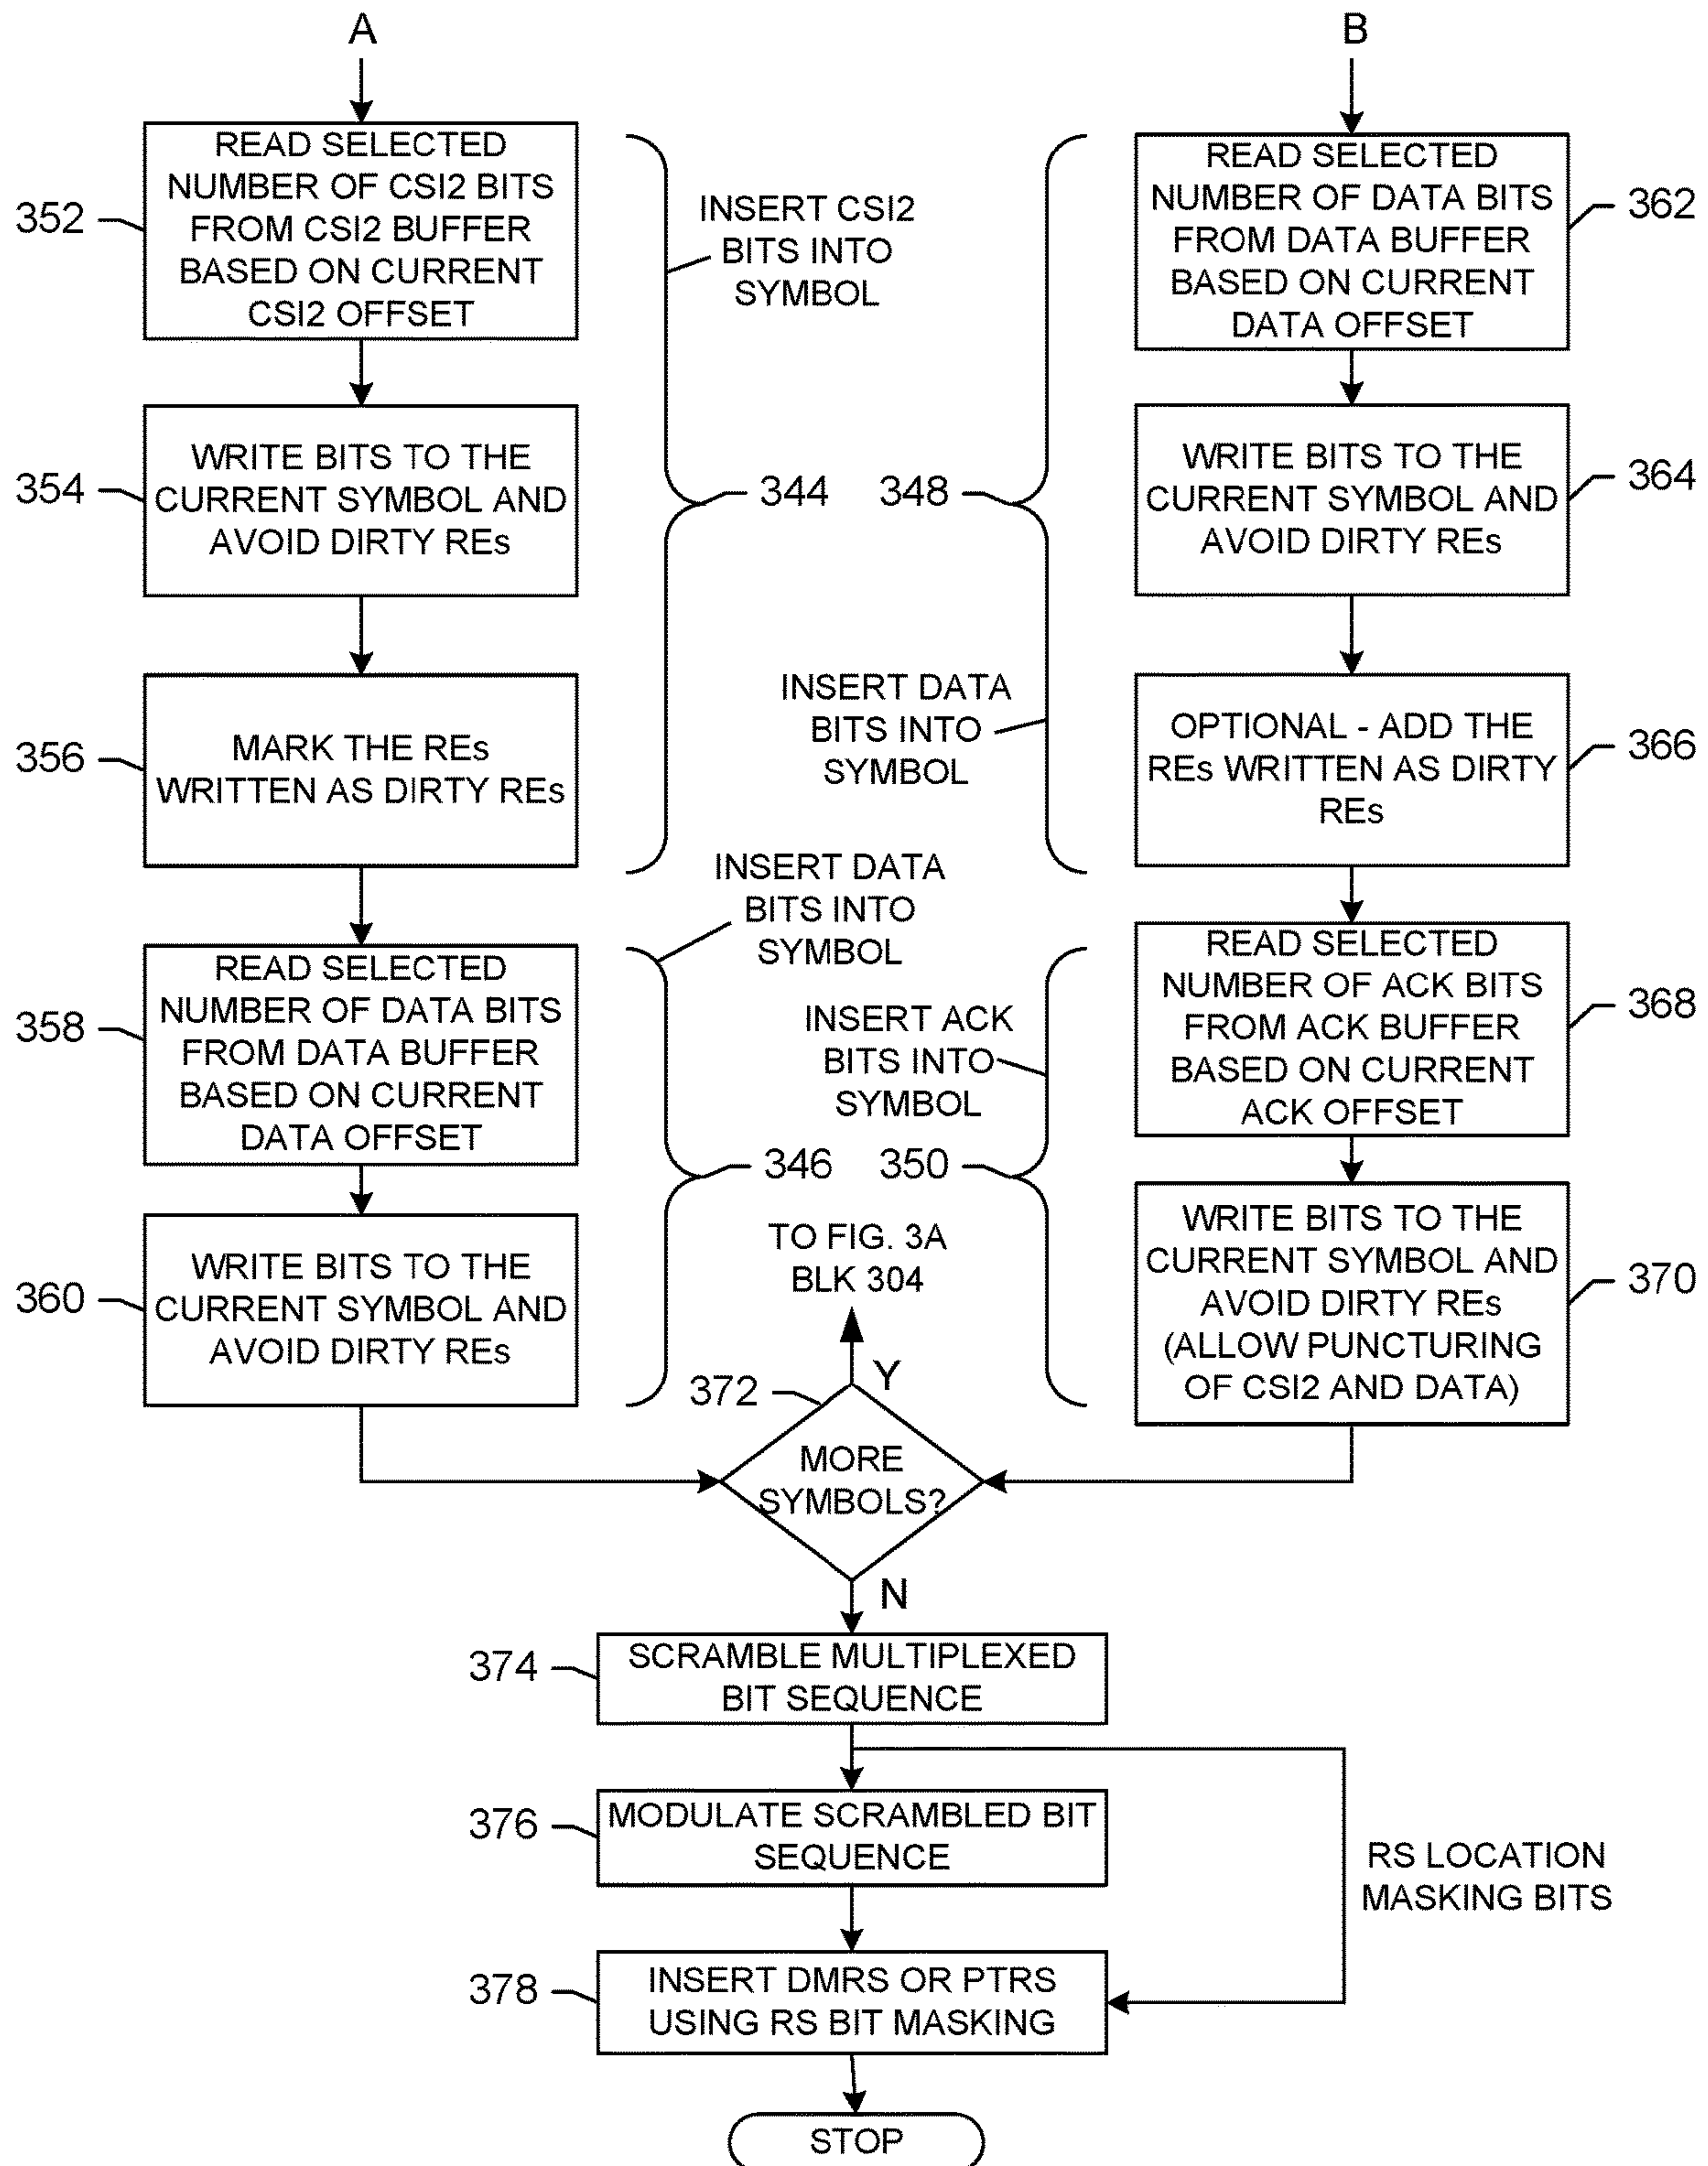 A
B
READ SELECTED
NUMBER OF CSI2 BITS
FROM CSI2 BUFFER
BASED ON CURRENT
CSI2 OFFSET
352
INSERT CSI2
BITS INTO
SYMBOL
READ SELECTED
NUMBER OF DATA BITS
FROM DATA BUFFER
BASED ON CURRENT
DATA OFFSET
362
WRITE BITS TO THE
CURRENT SYMBOL AND
AVOID DIRTY REs
354
344
348
WRITE BITS TO THE
CURRENT SYMBOL AND
AVOID DIRTY REs
364
MARK THE REs
WRITTEN AS DIRTY REs
356
INSERT DATA
BITS INTO
SYMBOL
OPTIONAL - ADD THE
REs WRITTEN AS DIRTY
REs
366
INSERT DATA
BITS INTO
SYMBOL
READ SELECTED
NUMBER OF DATA BITS
FROM DATA BUFFER
BASED ON CURRENT
DATA OFFSET
358
INSERT ACK
BITS INTO
SYMBOL
READ SELECTED
NUMBER OF ACK BITS
FROM ACK BUFFER
BASED ON CURRENT
ACK OFFSET
368
346
350
WRITE BITS TO THE
CURRENT SYMBOL AND
AVOID DIRTY REs
360
TO FIG. 3A
BLK 304
WRITE BITS TO THE
CURRENT SYMBOL AND
AVOID DIRTY REs
(ALLOW PUNCTURING
OF CSI2 AND DATA)
370
Y
372
MORE
SYMBOLS?
N
374
SCRAMBLE MULTIPLEXED
BIT SEQUENCE
376
MODULATE SCRAMBLED BIT
SEQUENCE
RS LOCATION
MASKING BITS
378
INSERT DMRS OR PTRS
USING RS BIT MASKING
STOP